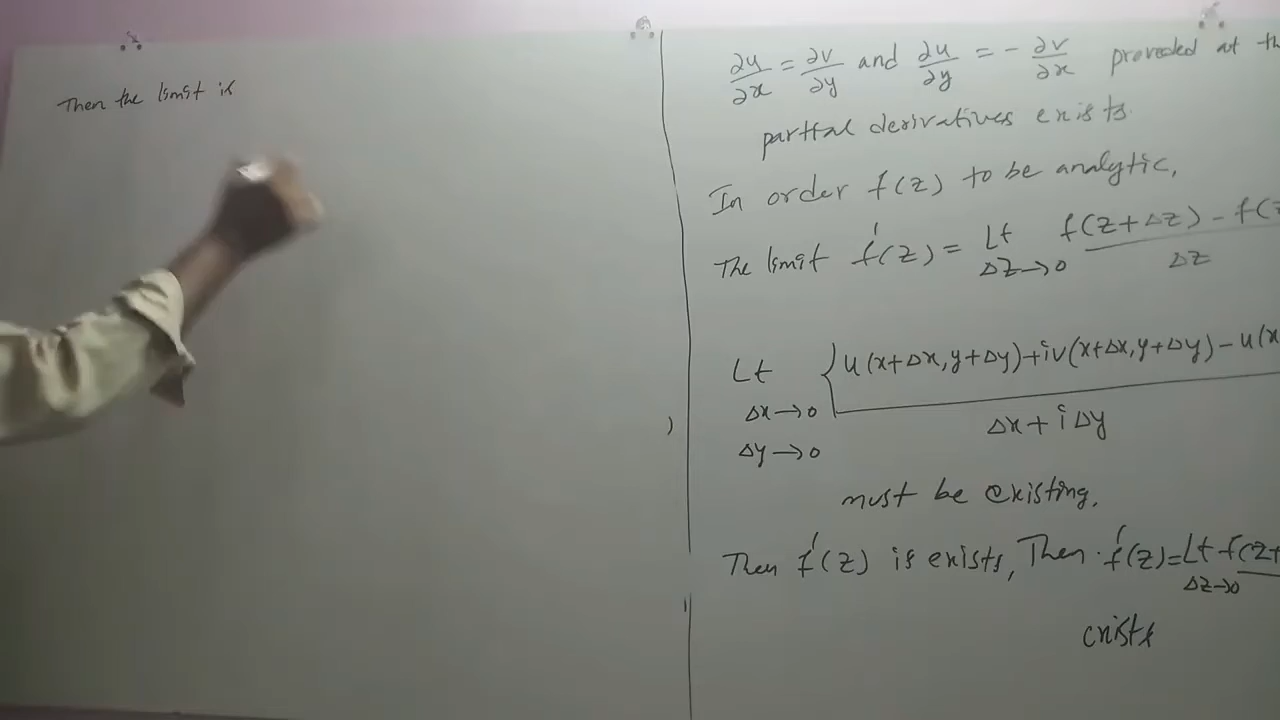 Then the limit is
∂u/∂x = ∂v/∂y and ∂u/∂y = - ∂v/∂x proveded at th
partial derivatives exists.
In order f(z) to be analytic,
The limit f'(z) = Lt Δz→0 f(z+Δz) - f(z / Δz
Lt Δx→0 Δy→0 { u(x+Δx, y+Δy)+iv(x+Δx, y+Δy) - u(x / Δx + iΔy
must be existing.
Then f'(z) is exists, Then f'(z) = Lt Δz→0 f(z+
exists